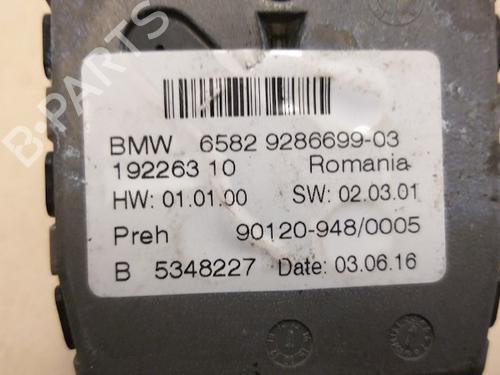 BMW 6582 9286699-03
192263 10 Romania
HW: 01.01.00 SW: 02.03.01
Preh 90120-948/0005
B 5348227 Date: 03.06.16
B-PARTS